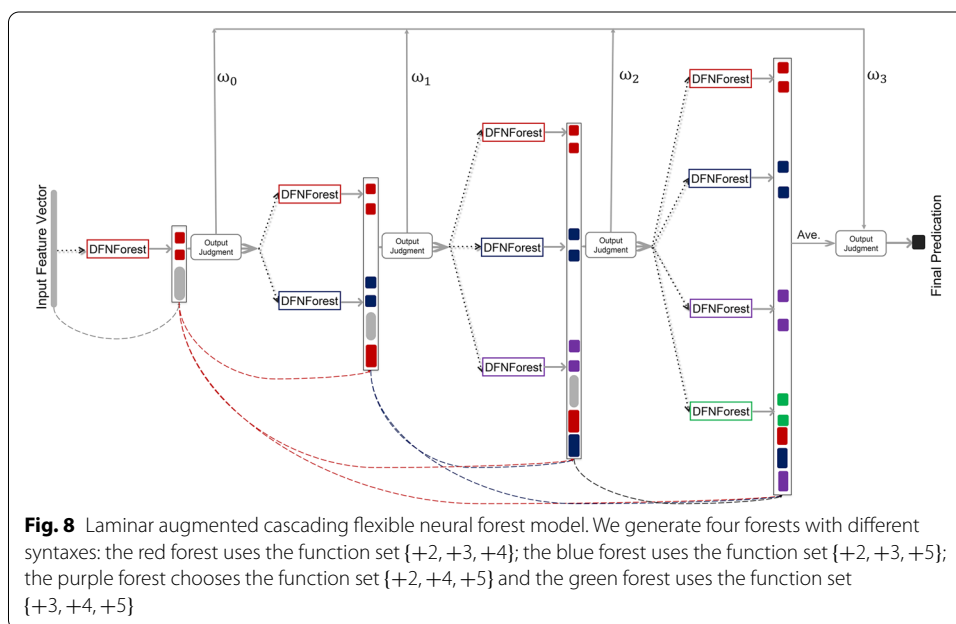 ω0
ω1
ω2
ω3
Input Feature Vector
DFNForest
Output
Judgment
DFNForest
DFNForest
Output
Judgment
DFNForest
DFNForest
DFNForest
Output
Judgment
DFNForest
DFNForest
DFNForest
DFNForest
Ave.
Output
Judgment
Final Predication
Fig. 8 Laminar augmented cascading flexible neural forest model. We generate four forests with different
syntaxes: the red forest uses the function set {+2, +3, +4}; the blue forest uses the function set {+2, +3, +5};
the purple forest chooses the function set {+2, +4, +5} and the green forest uses the function set
{+3, +4, +5}